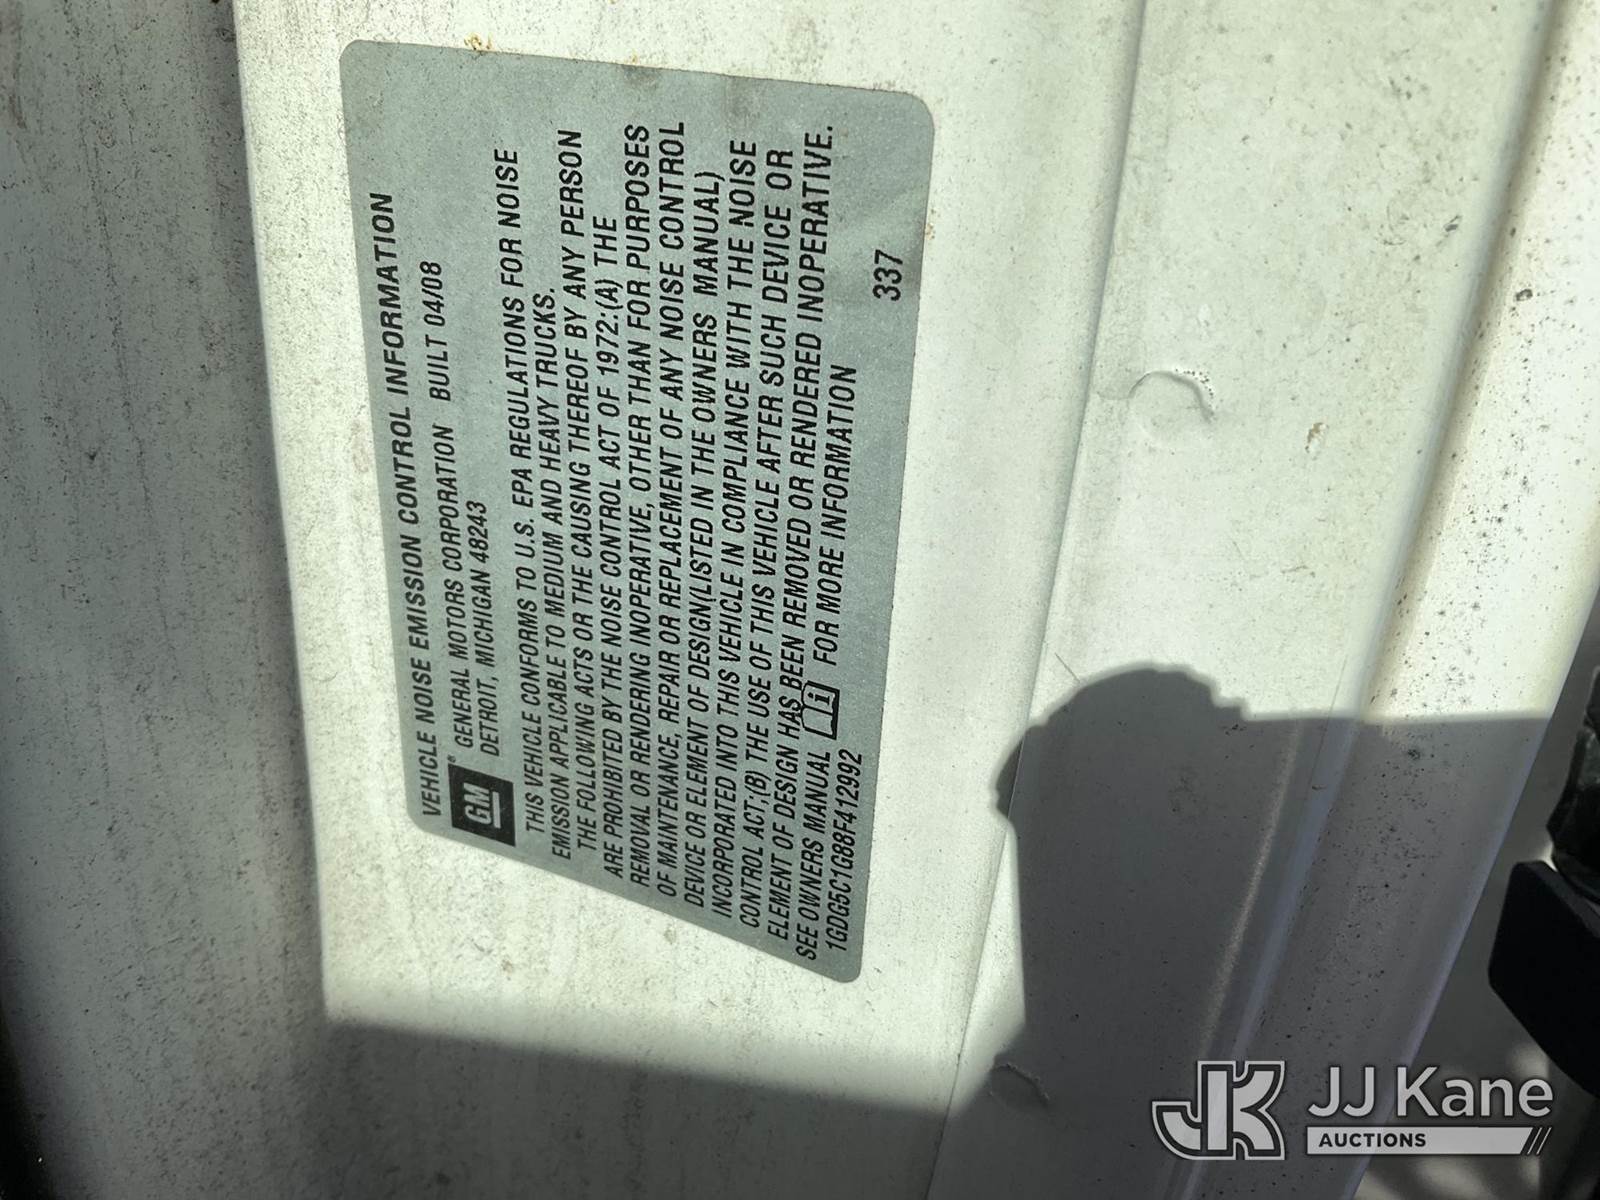 VEHICLE NOISE EMISSION CONTROL INFORMATION
GM® GENERAL MOTORS CORPORATION BUILT 04/08
DETROIT, MICHIGAN 48243
THIS VEHICLE CONFORMS TO U.S. EPA REGULATIONS FOR NOISE
EMISSION APPLICABLE TO MEDIUM AND HEAVY TRUCKS.
THE FOLLOWING ACTS OR THE CAUSING THEREOF BY ANY PERSON
ARE PROHIBITED BY THE NOISE CONTROL ACT OF 1972:(A) THE
REMOVAL OR RENDERING INOPERATIVE, OTHER THAN FOR PURPOSES
OF MAINTENANCE, REPAIR OR REPLACEMENT OF ANY NOISE CONTROL
DEVICE OR ELEMENT OF DESIGN(LISTED IN THE OWNERS MANUAL)
INCORPORATED INTO THIS VEHICLE IN COMPLIANCE WITH THE NOISE
CONTROL ACT;(B) THE USE OF THIS VEHICLE AFTER SUCH DEVICE OR
ELEMENT OF DESIGN HAS BEEN REMOVED OR RENDERED INOPERATIVE.
SEE OWNERS MANUAL i FOR MORE INFORMATION
1GDG5C1G88F412992 337
JK JJ Kane
AUCTIONS